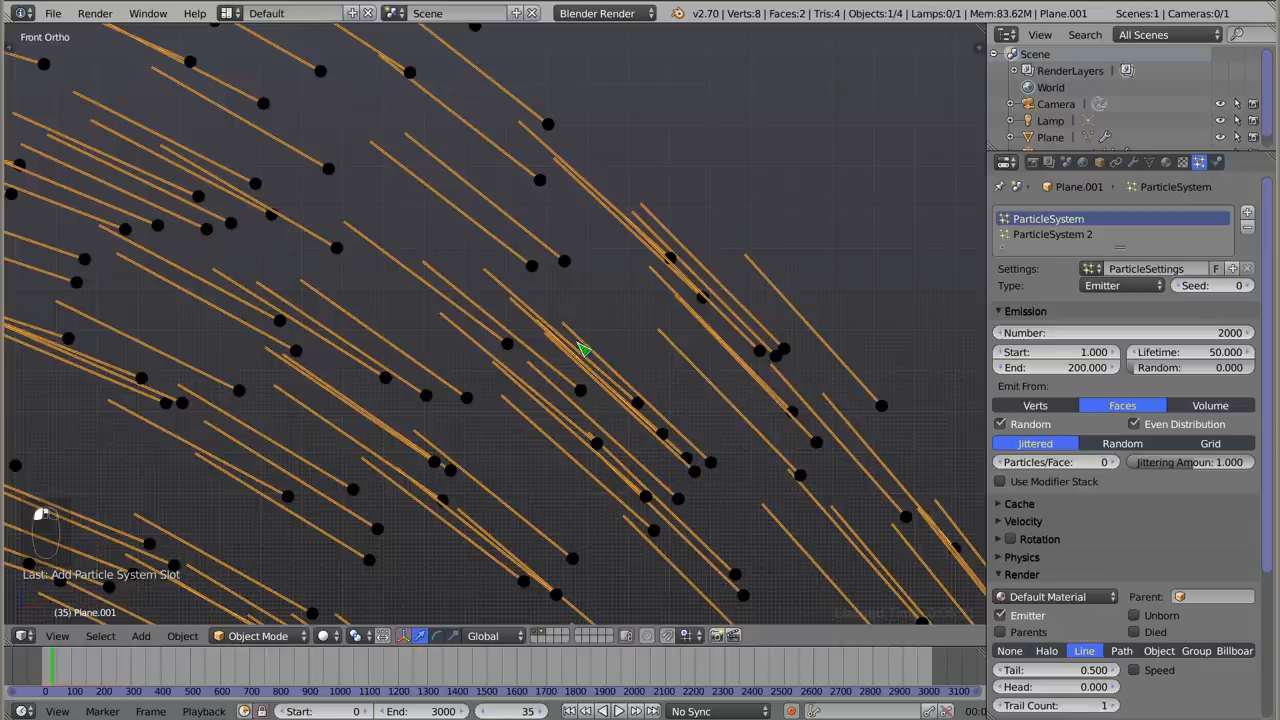 File Render Window Help Default Scene Blender Render v2.70 | Verts:8 | Faces:2 | Tris:4 | Objects:1/4 | Lamps:0/1 | Mem:83.62M | Plane.001 Scenes:1 | Cameras:0/1
Front Ortho
View Search All Scenes
Scene
RenderLayers
World
Camera
Lamp
Plane
Plane.001 ParticleSystem
ParticleSystem
ParticleSystem 2
Settings: ParticleSettings F
Type: Emitter Seed: 0
Emission
Number: 2000
Start: 1.000 Lifetime: 50.000
End: 200.000 Random: 0.000
Emit From:
Verts Faces Volume
Random Even Distribution
Jittered Random Grid
Particles/Face: 0 Jittering Amoun: 1.000
Use Modifier Stack
Cache
Velocity
Rotation
Physics
Render
Default Material Parent:
Emitter Unborn
Parents Died
None Halo Line Path Object Group Billboar
Tail: 0.500 Speed
Head: 0.000
Trail Count: 1
Last: Add Particle System Slot
(35) Plane.001
View Select Add Object Object Mode Global
0 100 200 300 400 500 600 700 800 900 1000 1100 1200 1300 1400 1500 1600 1700 1800 1900 2000 2100 2200 2300 2400 2500 2600 2700 2800 2900 3000 3100
View Marker Frame Playback Start: 0 End: 3000 35 No Sync 00:0